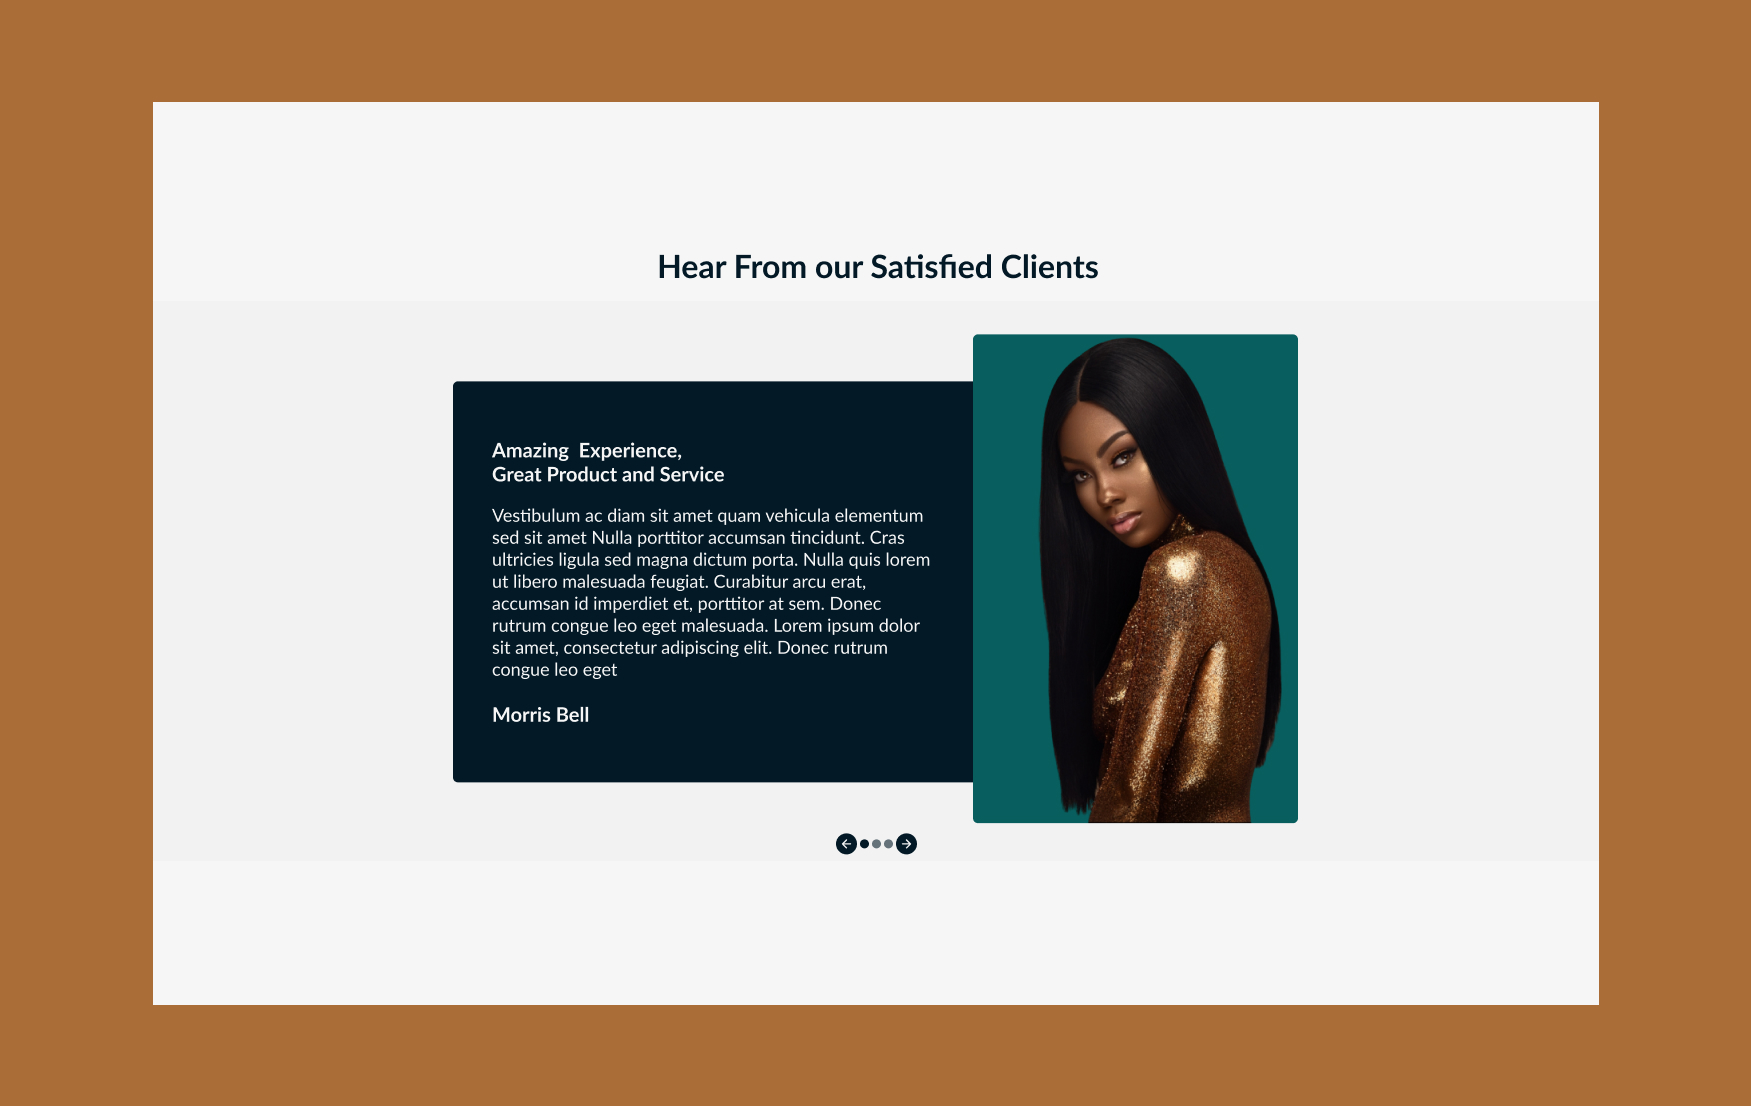 Hear From our Satisfied Clients
Amazing  Experience,
Great Product and Service
Vestibulum ac diam sit amet quam vehicula elementum
sed sit amet Nulla porttitor accumsan tincidunt. Cras
ultricies ligula sed magna dictum porta. Nulla quis lorem
ut libero malesuada feugiat. Curabitur arcu erat,
accumsan id imperdiet et, porttitor at sem. Donec
rutrum congue leo eget malesuada. Lorem ipsum dolor
sit amet, consectetur adipiscing elit. Donec rutrum
congue leo eget
Morris Bell